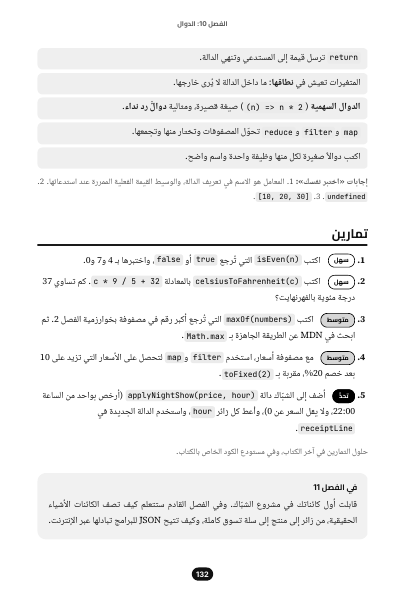 الفصل 10: الدوال
return ترسل قيمة إلى المستدعي وتنهي الدالة.
المتغيرات تعيش في نطاقها: ما داخل الدالة لا يُرى خارجها.
الدوال السهمية ( (n) => n * 2 ) صيغة قصيرة، ومثالية دوالَّ رد نداء.
map و filter و reduce تحوّل المصفوفات وتختار منها وتجمعها.
اكتب دوالاً صغيرة لكل منها وظيفة واحدة واسم واضح.
إجابات «اختبر نفسك»: 1. المعامل هو الاسم في تعريف الدالة، والوسيط القيمة الفعلية الممررة عند استدعائها. 2.
undefined . 3. [10, 20, 30] .
تمارين
1. سهل اكتب isEven(n) التي تُرجع true أو false ، واختبرها بـ 4 و7 و0.
2. سهل اكتب celsiusToFahrenheit(c) بالمعادلة c * 9 / 5 + 32 . كم تساوي 37
درجة مئوية بالفهرنهايت؟
3. متوسط اكتب maxOf(numbers) التي تُرجع أكبر رقم في مصفوفة بخوارزمية الفصل 2. ثم
ابحث في MDN عن الطريقة الجاهزة بـ Math.max .
4. متوسط مع مصفوفة أسعار، استخدم filter و map لتحصل على الأسعار التي تزيد على 10
بعد خصم 20%، مقربة بـ toFixed(2) .
5. تحدٍّ أضف إلى الشبّاك دالة applyNightShow(price, hour) (أرخص بواحد من الساعة
22:00، ولا يقل السعر عن 0)، وأعط كل زائر hour ، واستخدم الدالة الجديدة في
receiptLine .
حلول التمارين في آخر الكتاب، وفي مستودع الكود الخاص بالكتاب.
في الفصل 11
قابلت أول كائناتك في مشروع الشبّاك. وفي الفصل القادم ستتعلم كيف تصف الكائنات الأشياء
الحقيقية، من زائر إلى منتج إلى سلة تسوق كاملة، وكيف تتيح JSON للبرامج تبادلها عبر الإنترنت.
132